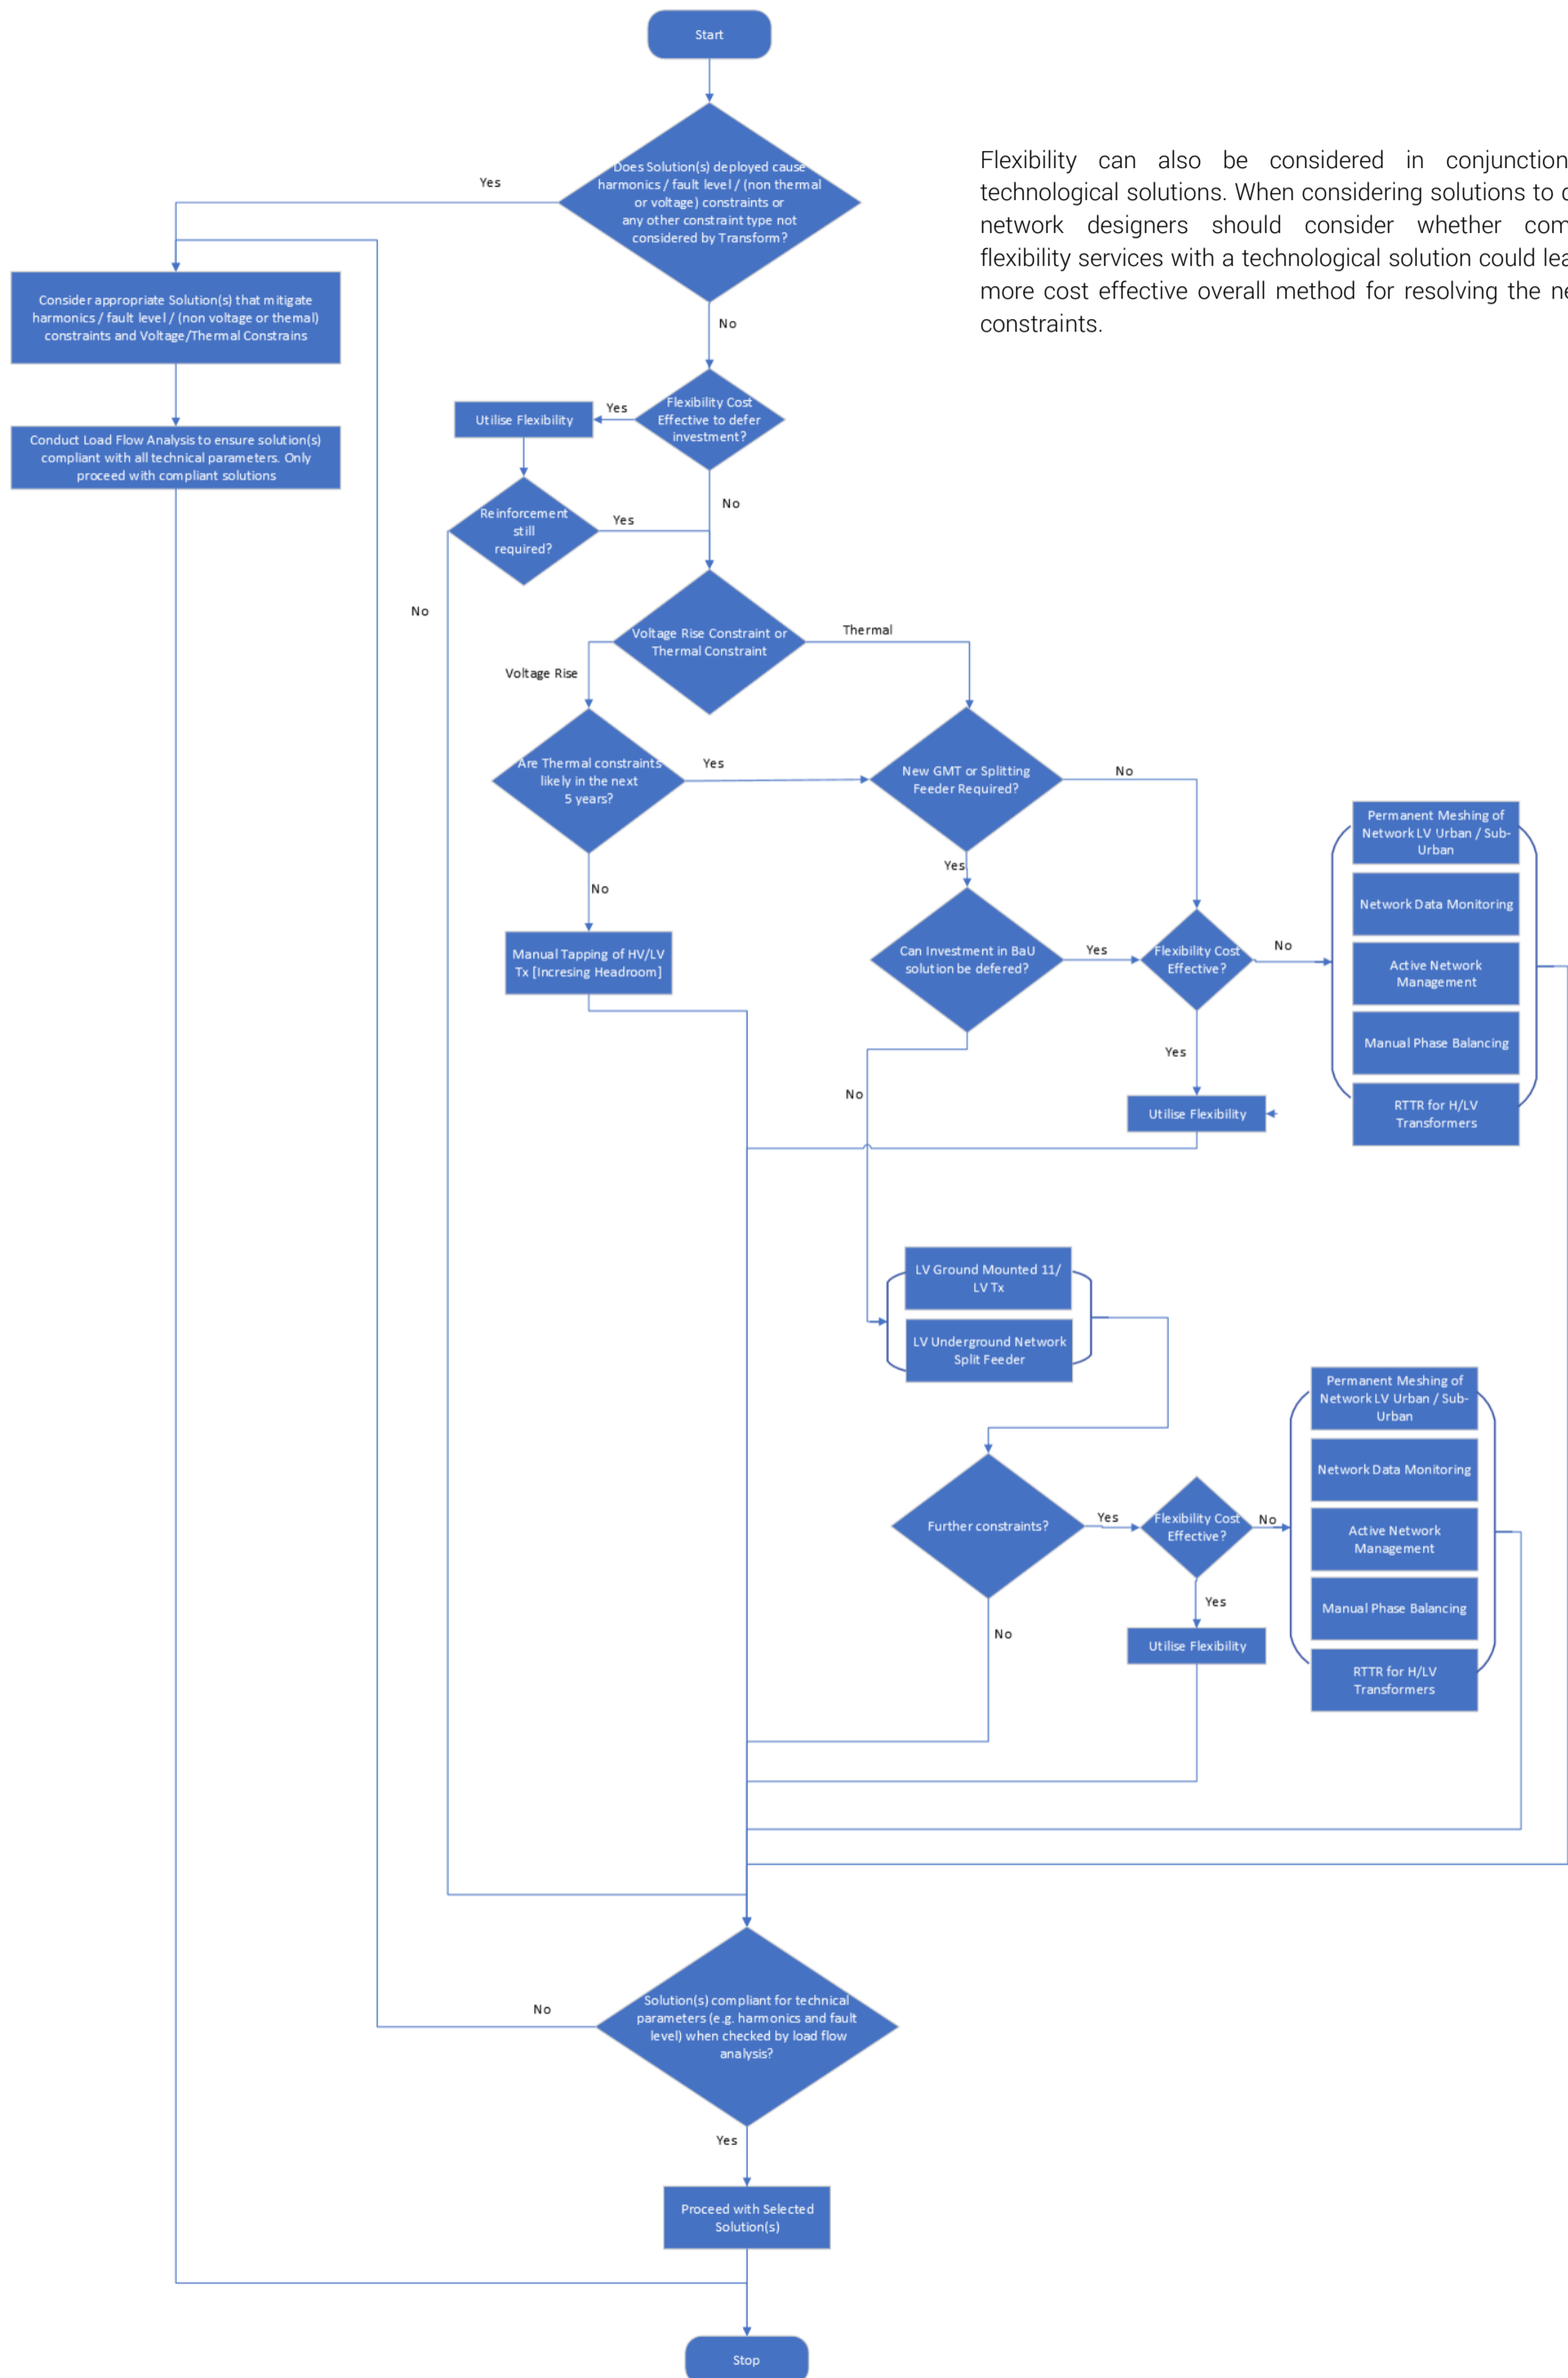 Start
Does Solution(s) deployed cause
harmonics / fault level / (non thermal
or voltage) constraints or
any other constraint type not
considered by Transform?
Flexibility can also be considered in conjunction
technological solutions. When considering solutions to
network designers should consider whether
flexibility services with a technological solution could
more cost effective overall method for resolving the
constraints.
Yes
Consider appropriate Solution(s) that mitigate
harmonics / fault level / (non voltage or themal)
constraints and Voltage/Thermal Constrains
No
Conduct Load Flow Analysis to ensure solution(s)
compliant with all technical parameters. Only
proceed with compliant solutions
Flexibility Cost
Effective to defer
investment?
Yes
Utilise Flexibility
No
Reinforcement
still
required?
Yes
No
Voltage Rise Constraint or
Thermal Constraint
Thermal
Voltage Rise
Are Thermal constraints
likely in the next
5 years?
Yes
New GMT or Splitting
Feeder Required?
No
No
Yes
Manual Tapping of HV/LV
Tx [Incresing Headroom]
Can Investment in BaU
solution be defered?
Yes
Flexibility Cost
Effective?
No
Permanent Meshing of
Network LV Urban / Sub-
Urban
Network Data Monitoring
Active Network
Management
Manual Phase Balancing
RTTR for H/LV
Transformers
Yes
No
Utilise Flexibility
LV Ground Mounted 11/
LV Tx
LV Underground Network
Split Feeder
Further constraints?
Yes
Flexibility Cost
Effective?
No
Permanent Meshing of
Network LV Urban / Sub-
Urban
Network Data Monitoring
Active Network
Management
Manual Phase Balancing
RTTR for H/LV
Transformers
Yes
No
Utilise Flexibility
Solution(s) compliant for technical
parameters (e.g. harmonics and fault
level) when checked by load flow
analysis?
No
Yes
Proceed with Selected
Solution(s)
Stop